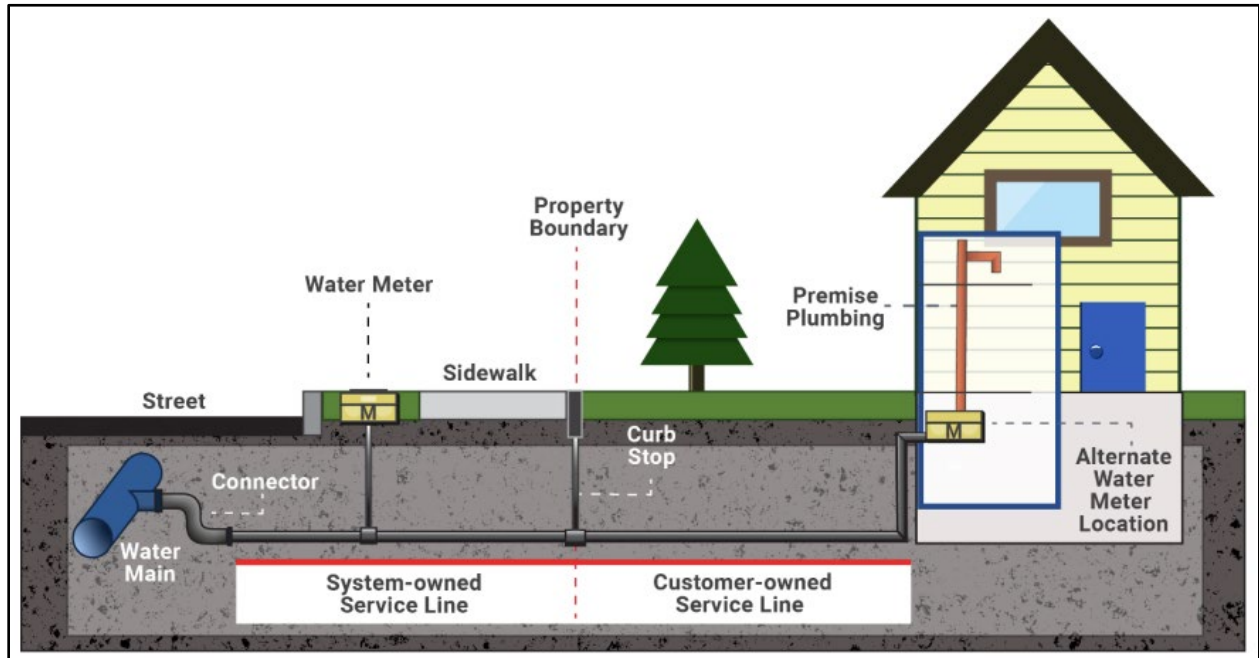 Property
Boundary
Water Meter
Premise
Plumbing
Sidewalk
Street
M
M
Curb
Stop
Connector
Alternate
Water
Meter
Location
Water
Main
System-owned
Service Line
Customer-owned
Service Line